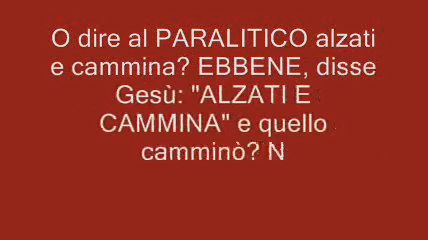 O dire al PARALITICO alzati
e cammina? EBBENE, disse
Gesù: "ALZATI E
CAMMINA" e quello
camminò? N